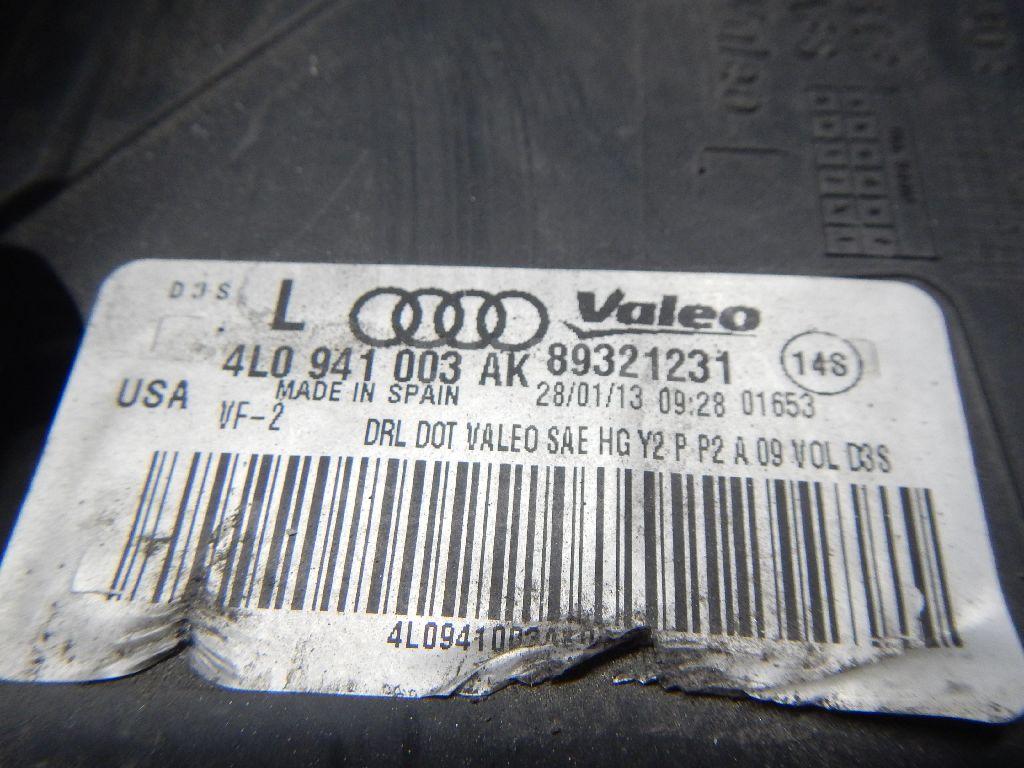 D3S L Valeo
4L0 941 003 AK 89321231 14S
USA MADE IN SPAIN 28/01/13 09:28 01653
VF-2
DRL DOT VALEO SAE HG Y2 P P2 A 09 VOL D3S